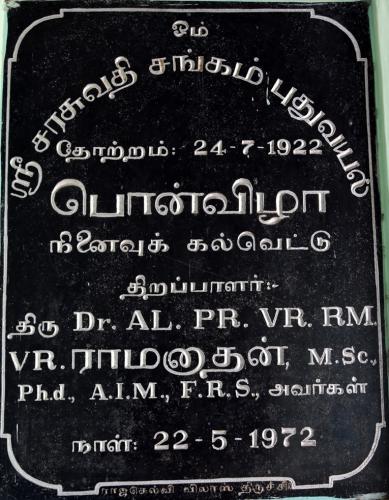 ஓம்
ஸ்ரீ சரசுவதி சங்கம் புதுவயல்
தோற்றம்: 24-7-1922
பொன்விழா
நினைவுக் கல்வெட்டு
திறப்பாளர்:-
திரு Dr. AL. PR. VR. RM.
VR. ராமனாதன், M.Sc.,
Ph.d., A.I.M., F.R.S., அவர்கள்
நாள்: 22-5-1972
ராஜசெல்வி விலாஸ் திருச்சி